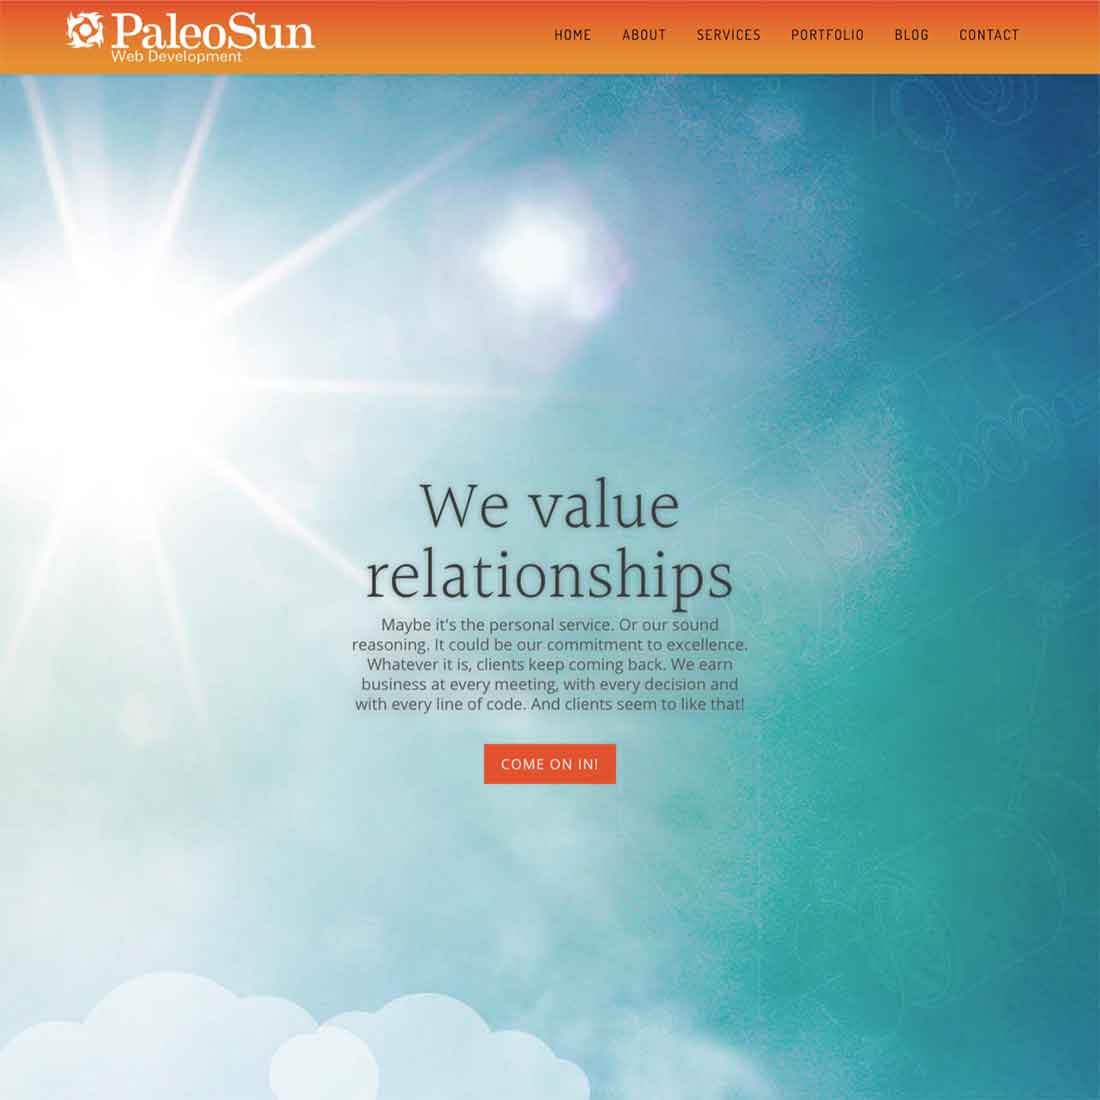 PaleoSun
Web Development
HOME ABOUT SERVICES PORTFOLIO BLOG CONTACT
We value
relationships
Maybe it's the personal service. Or our sound
reasoning. It could be our commitment to excellence.
Whatever it is, clients keep coming back. We earn
business at every meeting, with every decision and
with every line of code. And clients seem to like that!
COME ON IN!